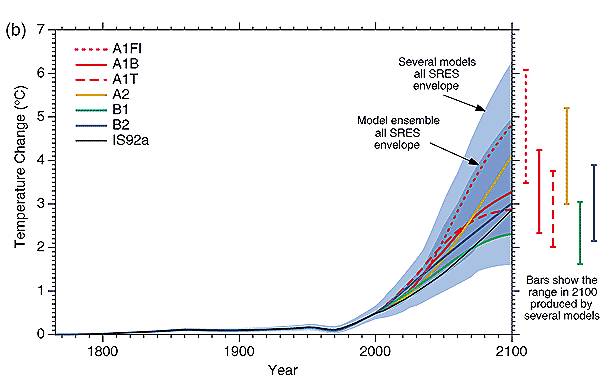 (b)
7
6
5
4
3
2
1
0
Temperature Change (°C)
A1FI
A1B
A1T
A2
B1
B2
IS92a
Several models
all SRES
envelope
Model ensemble
all SRES
envelope
1800
1900
2000
2100
Year
Bars show the
range in 2100
produced by
several models